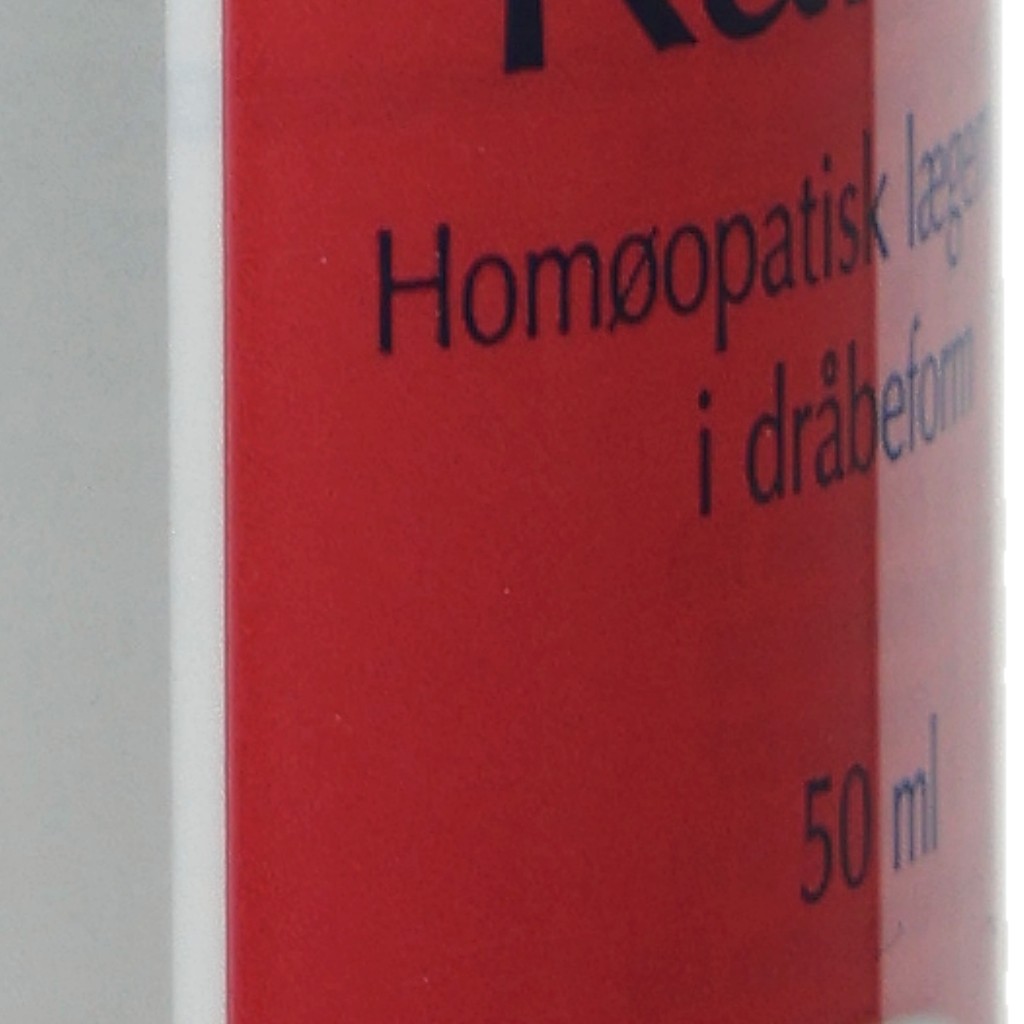 Homøopatisk
i dråbeform
50 ml